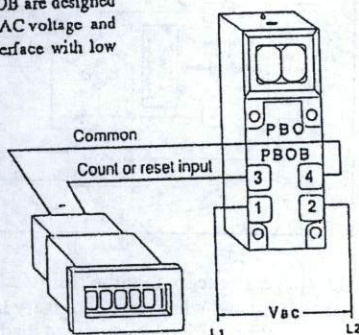 OB are designed
AC voltage and
erface with low
Common
Count or reset input
PBO
PBOB
3 4
1 2
00001
Vac
L1 L2